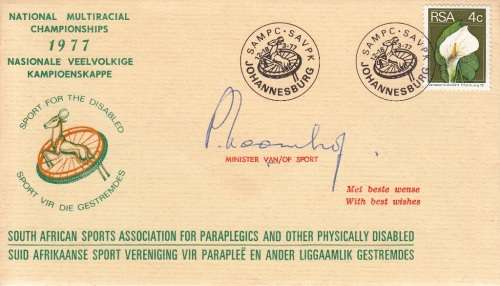 NATIONAL MULTIRACIAL
CHAMPIONSHIPS
1977
NASIONALE VEELVOLKIGE
KAMPIOENSKAPPE
SAMPC·SAVPK
JOHANNESBURG
SAMPC·SAVPK
JOHANNESBURG
RSA 4c
SPORT FOR THE DISABLED
SPORT VIR DIE GESTREMDES
MINISTER VAN/OF SPORT
Met beste wense
With best wishes
SOUTH AFRICAN SPORTS ASSOCIATION FOR PARAPLEGICS AND OTHER PHYSICALLY DISABLED
SUID AFRIKAANSE SPORT VERENIGING VIR PARAPLEË EN ANDER LIGGAAMLIK GESTREMDES